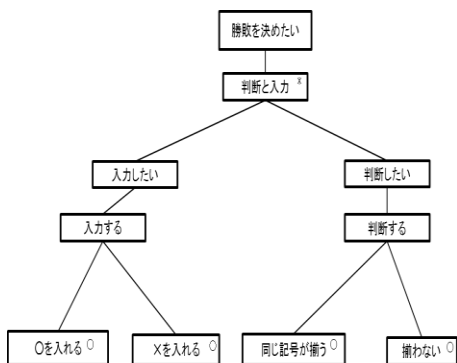 勝敗を決めたい
判断と入力 *
入力したい
判断したい
入力する
判断する
〇を入れる ○
×を入れる ○
同じ記号が揃う ○
揃わない ○